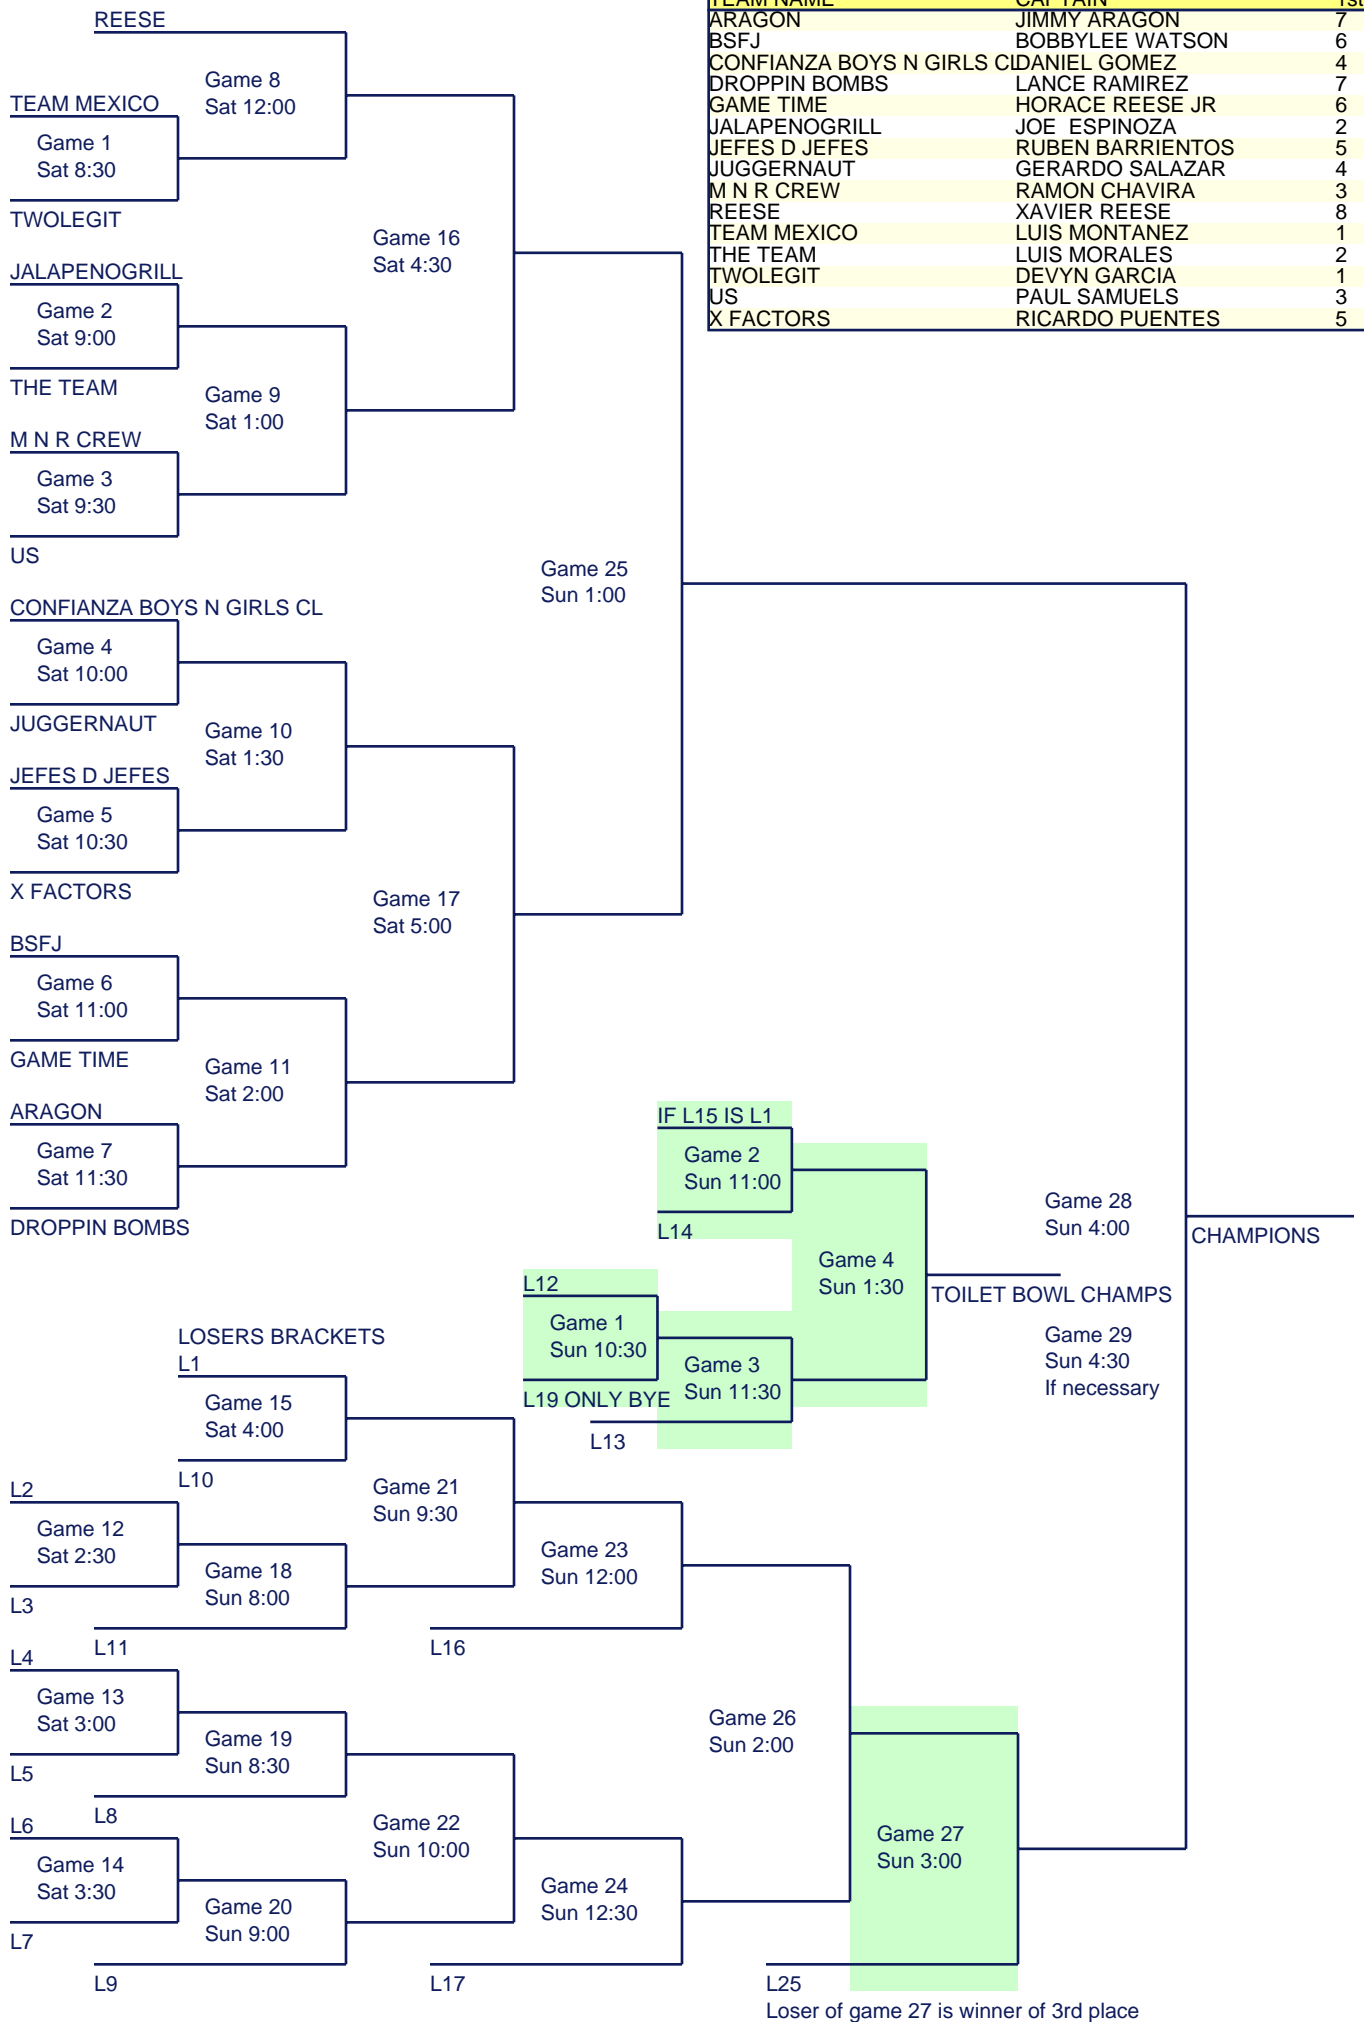 TEAM NAME CAPTAIN 1st
ARAGON JIMMY ARAGON 7
BSFJ BOBBYLEE WATSON 6
CONFIANZA BOYS N GIRLS CL DANIEL GOMEZ 4
DROPPIN BOMBS LANCE RAMIREZ 7
GAME TIME HORACE REESE JR 6
JALAPENOGRILL JOE ESPINOZA 2
JEFES D JEFES RUBEN BARRIENTOS 5
JUGGERNAUT GERARDO SALAZAR 4
M N R CREW RAMON CHAVIRA 3
REESE XAVIER REESE 8
TEAM MEXICO LUIS MONTANEZ 1
THE TEAM LUIS MORALES 2
TWOLEGIT DEVYN GARCIA 1
US PAUL SAMUELS 3
X FACTORS RICARDO PUENTES 5
REESE
Game 8
Sat 12:00
TEAM MEXICO
Game 1
Sat 8:30
TWOLEGIT
Game 16
Sat 4:30
JALAPENOGRILL
Game 2
Sat 9:00
THE TEAM
Game 9
Sat 1:00
M N R CREW
Game 3
Sat 9:30
US
Game 25
Sun 1:00
CONFIANZA BOYS N GIRLS CL
Game 4
Sat 10:00
JUGGERNAUT
Game 10
Sat 1:30
JEFES D JEFES
Game 5
Sat 10:30
X FACTORS
Game 17
Sat 5:00
BSFJ
Game 6
Sat 11:00
GAME TIME
Game 11
Sat 2:00
ARAGON
Game 7
Sat 11:30
DROPPIN BOMBS
IF L15 IS L1
Game 2
Sun 11:00
L14
Game 4
Sun 1:30
L12
Game 1
Sun 10:30
L19 ONLY BYE
Game 3
Sun 11:30
L13
TOILET BOWL CHAMPS
Game 28
Sun 4:00
CHAMPIONS
Game 29
Sun 4:30
If necessary
LOSERS BRACKETS
L1
Game 15
Sat 4:00
L10
Game 21
Sun 9:30
L2
Game 12
Sat 2:30
L3
Game 18
Sun 8:00
L11
Game 23
Sun 12:00
L16
L4
Game 13
Sat 3:00
L5
Game 19
Sun 8:30
L8
Game 26
Sun 2:00
L6
Game 14
Sat 3:30
L7
Game 22
Sun 10:00
Game 20
Sun 9:00
L9
Game 24
Sun 12:30
L17
Game 27
Sun 3:00
L25
Loser of game 27 is winner of 3rd place